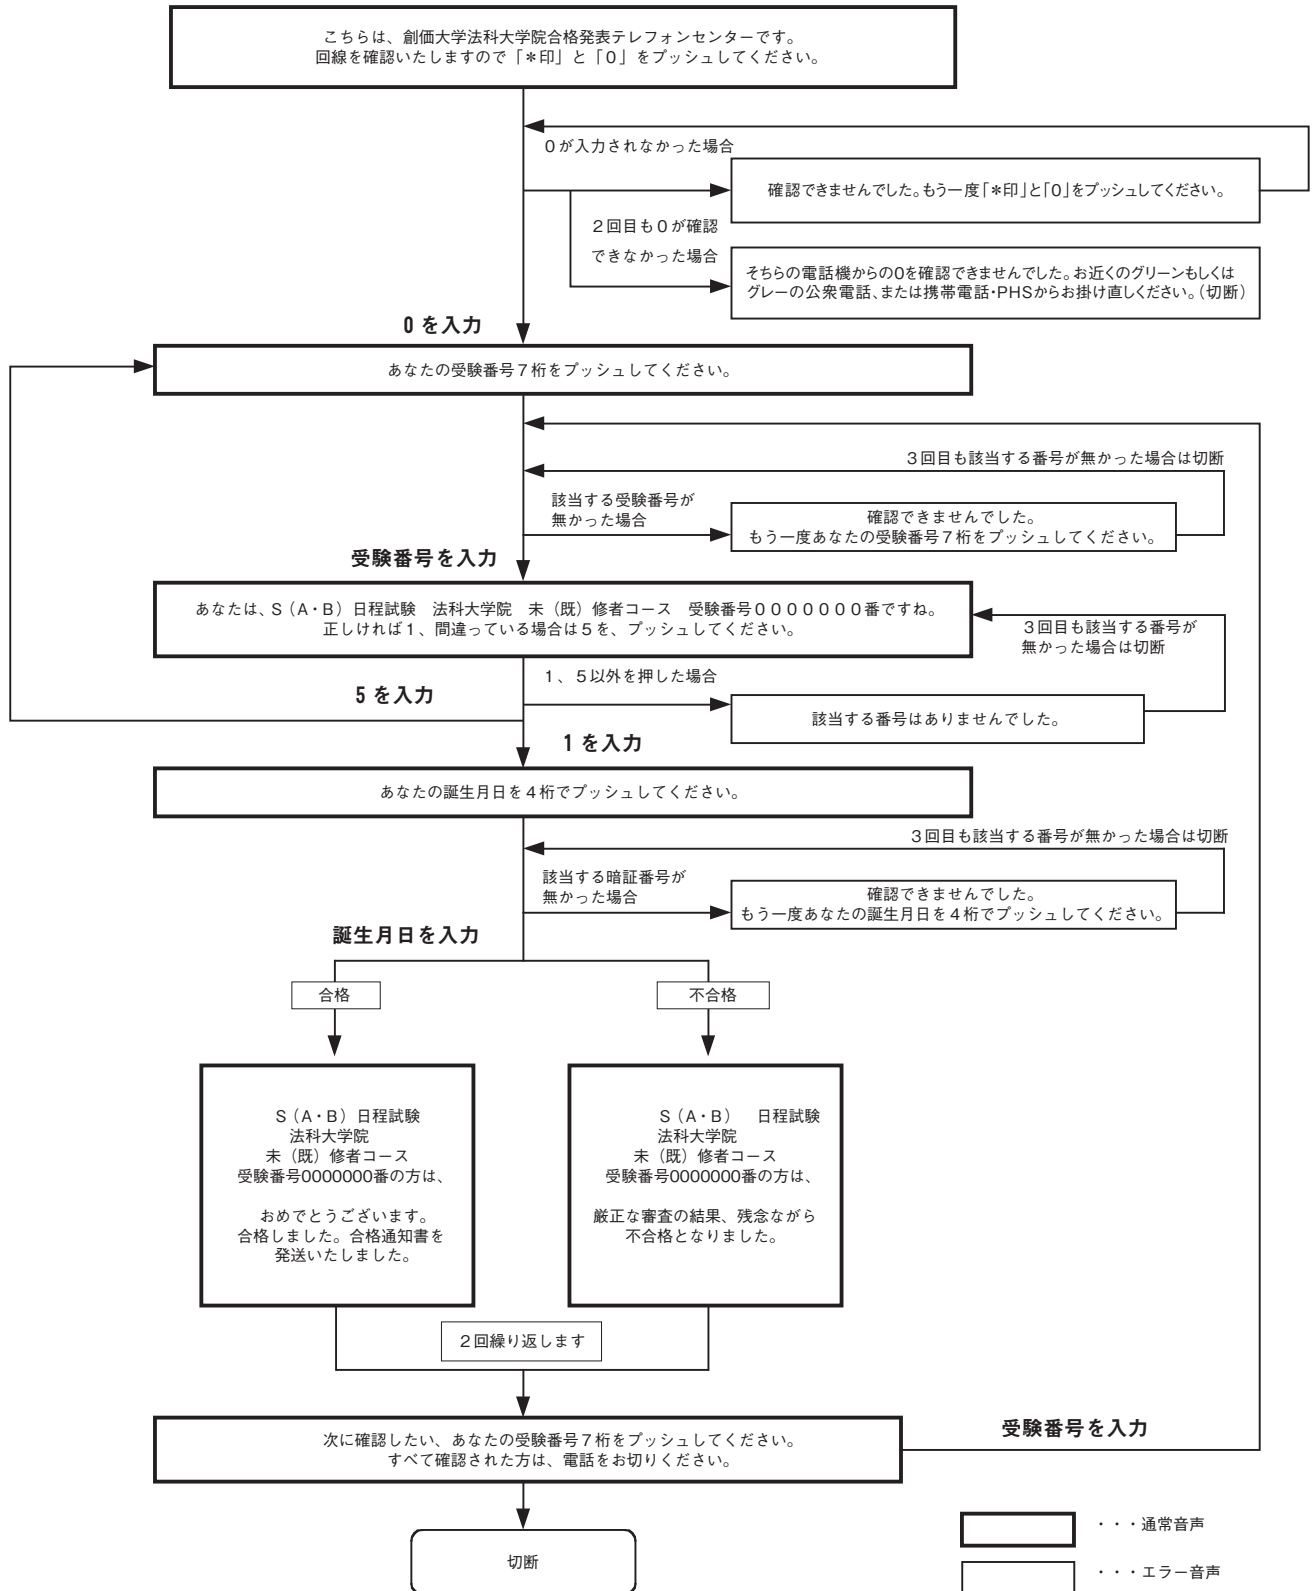 こちらは、創価大学法科大学院合格発表テレフォンセンターです。
回線を確認いたしますので「＊印」と「０」をプッシュしてください。
０が入力されなかった場合
確認できませんでした。もう一度「＊印」と「０」をプッシュしてください。
２回目も０が確認
できなかった場合
そちらの電話機からの０を確認できませんでした。お近くのグリーンもしくは
グレーの公衆電話、または携帯電話・PHSからお掛け直しください。（切断）
0 を入力
あなたの受験番号７桁をプッシュしてください。
３回目も該当する番号が無かった場合は切断
該当する受験番号が
無かった場合
確認できませんでした。
もう一度あなたの受験番号７桁をプッシュしてください。
受験番号を入力
あなたは、Ｓ（Ａ・Ｂ）日程試験　法科大学院　未（既）修者コース　受験番号０００００００番ですね。
正しければ１、間違っている場合は５を、プッシュしてください。
３回目も該当する番号が
無かった場合は切断
１、５以外を押した場合
5 を入力
該当する番号はありませんでした。
1 を入力
あなたの誕生月日を４桁でプッシュしてください。
３回目も該当する番号が無かった場合は切断
該当する暗証番号が
無かった場合
確認できませんでした。
もう一度あなたの誕生月日を４桁でプッシュしてください。
誕生月日を入力
合格
不合格
Ｓ（Ａ・Ｂ）日程試験
法科大学院
未（既）修者コース
受験番号0000000番の方は、
おめでとうございます。
合格しました。合格通知書を
発送いたしました。
Ｓ（Ａ・Ｂ）　日程試験
法科大学院
未（既）修者コース
受験番号0000000番の方は、
厳正な審査の結果、残念ながら
不合格となりました。
２回繰り返します
次に確認したい、あなたの受験番号７桁をプッシュしてください。
すべて確認された方は、電話をお切りください。
受験番号を入力
切断
・・・通常音声
・・・エラー音声